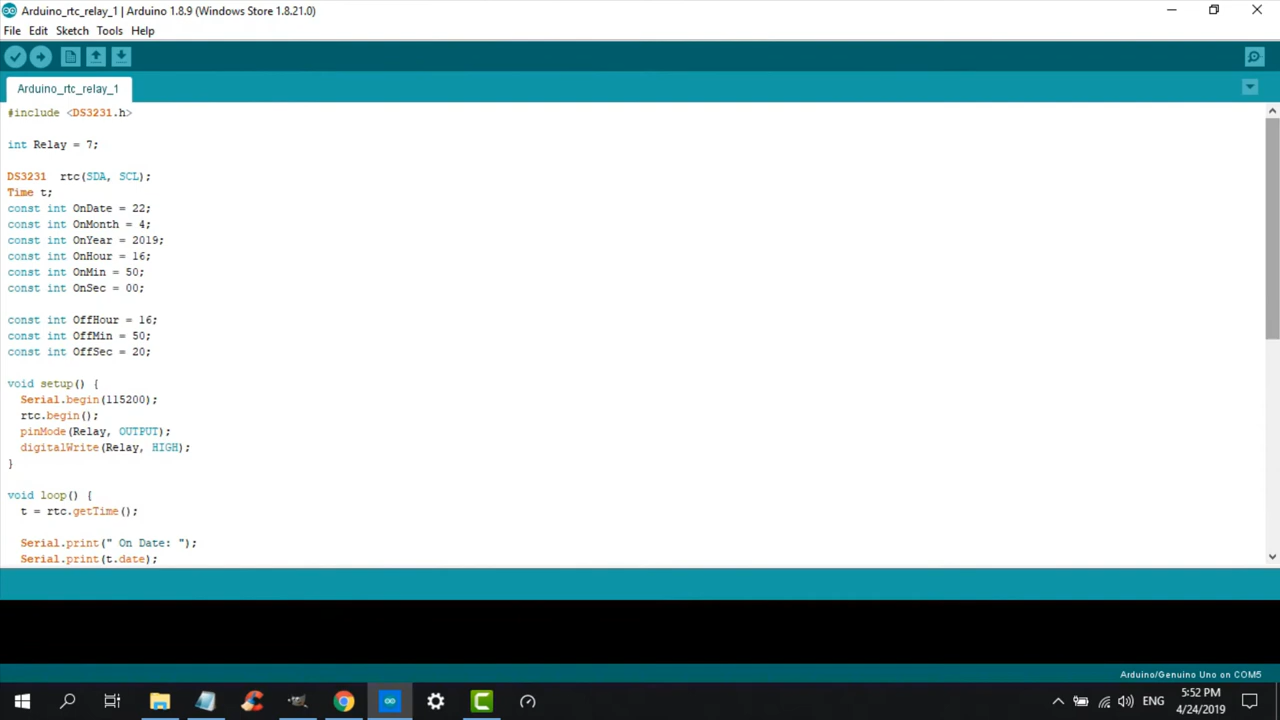 Arduino_rtc_relay_1 | Arduino 1.8.9 (Windows Store 1.8.21.0)
File Edit Sketch Tools Help
Arduino_rtc_relay_1
#include <DS3231.h>
int Relay = 7;
DS3231  rtc(SDA, SCL);
Time t;
const int OnDate = 22;
const int OnMonth = 4;
const int OnYear = 2019;
const int OnHour = 16;
const int OnMin = 50;
const int OnSec = 00;
const int OffHour = 16;
const int OffMin = 50;
const int OffSec = 20;
void setup() {
  Serial.begin(115200);
  rtc.begin();
  pinMode(Relay, OUTPUT);
  digitalWrite(Relay, HIGH);
}
void loop() {
  t = rtc.getTime();
  Serial.print(" On Date: ");
  Serial.print(t.date);
Arduino/Genuino Uno on COM5
ENG
5:52 PM
4/24/2019